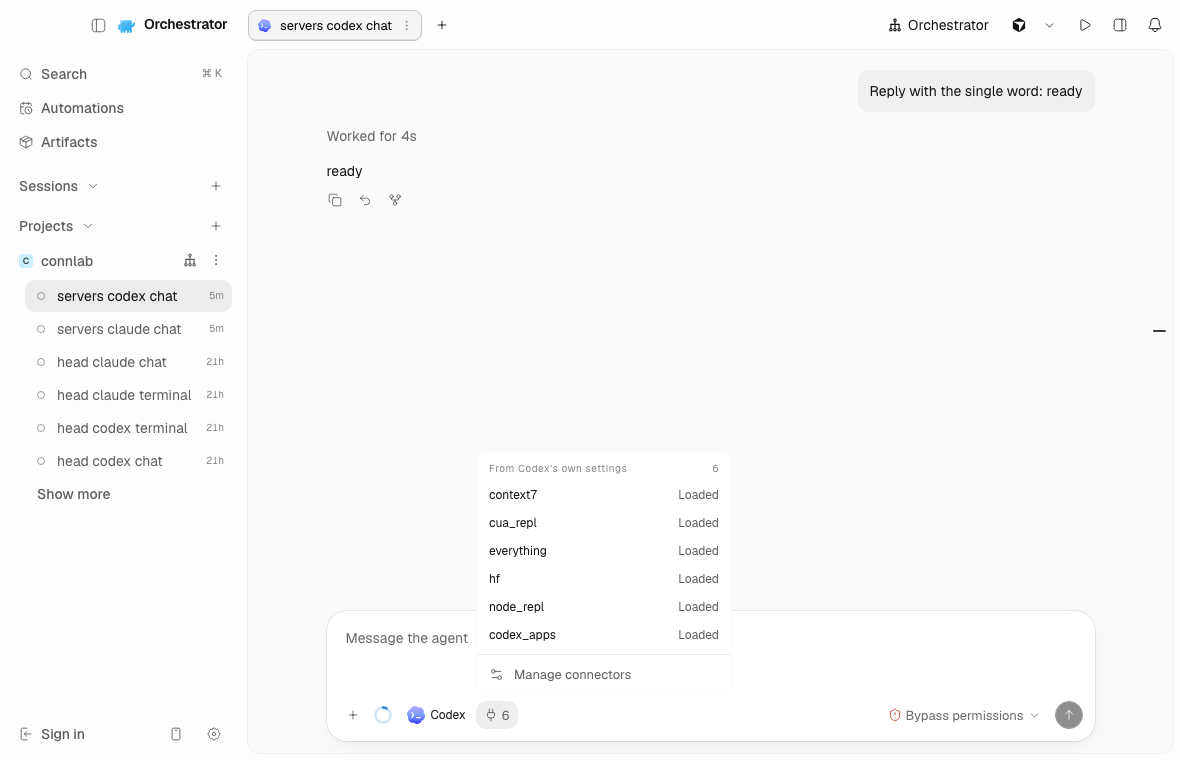 Orchestrator
servers codex chat
Orchestrator
Search
⌘ K
Automations
Artifacts
Sessions
Projects
C connlab
servers codex chat 5m
servers claude chat 5m
head claude chat 21h
head claude terminal 21h
head codex terminal 21h
head codex chat 21h
Show more
Sign in
Reply with the single word: ready
Worked for 4s
ready
From Codex's own settings 6
context7 Loaded
cua_repl Loaded
everything Loaded
hf Loaded
node_repl Loaded
codex_apps Loaded
Manage connectors
Message the agent
Codex
6
Bypass permissions